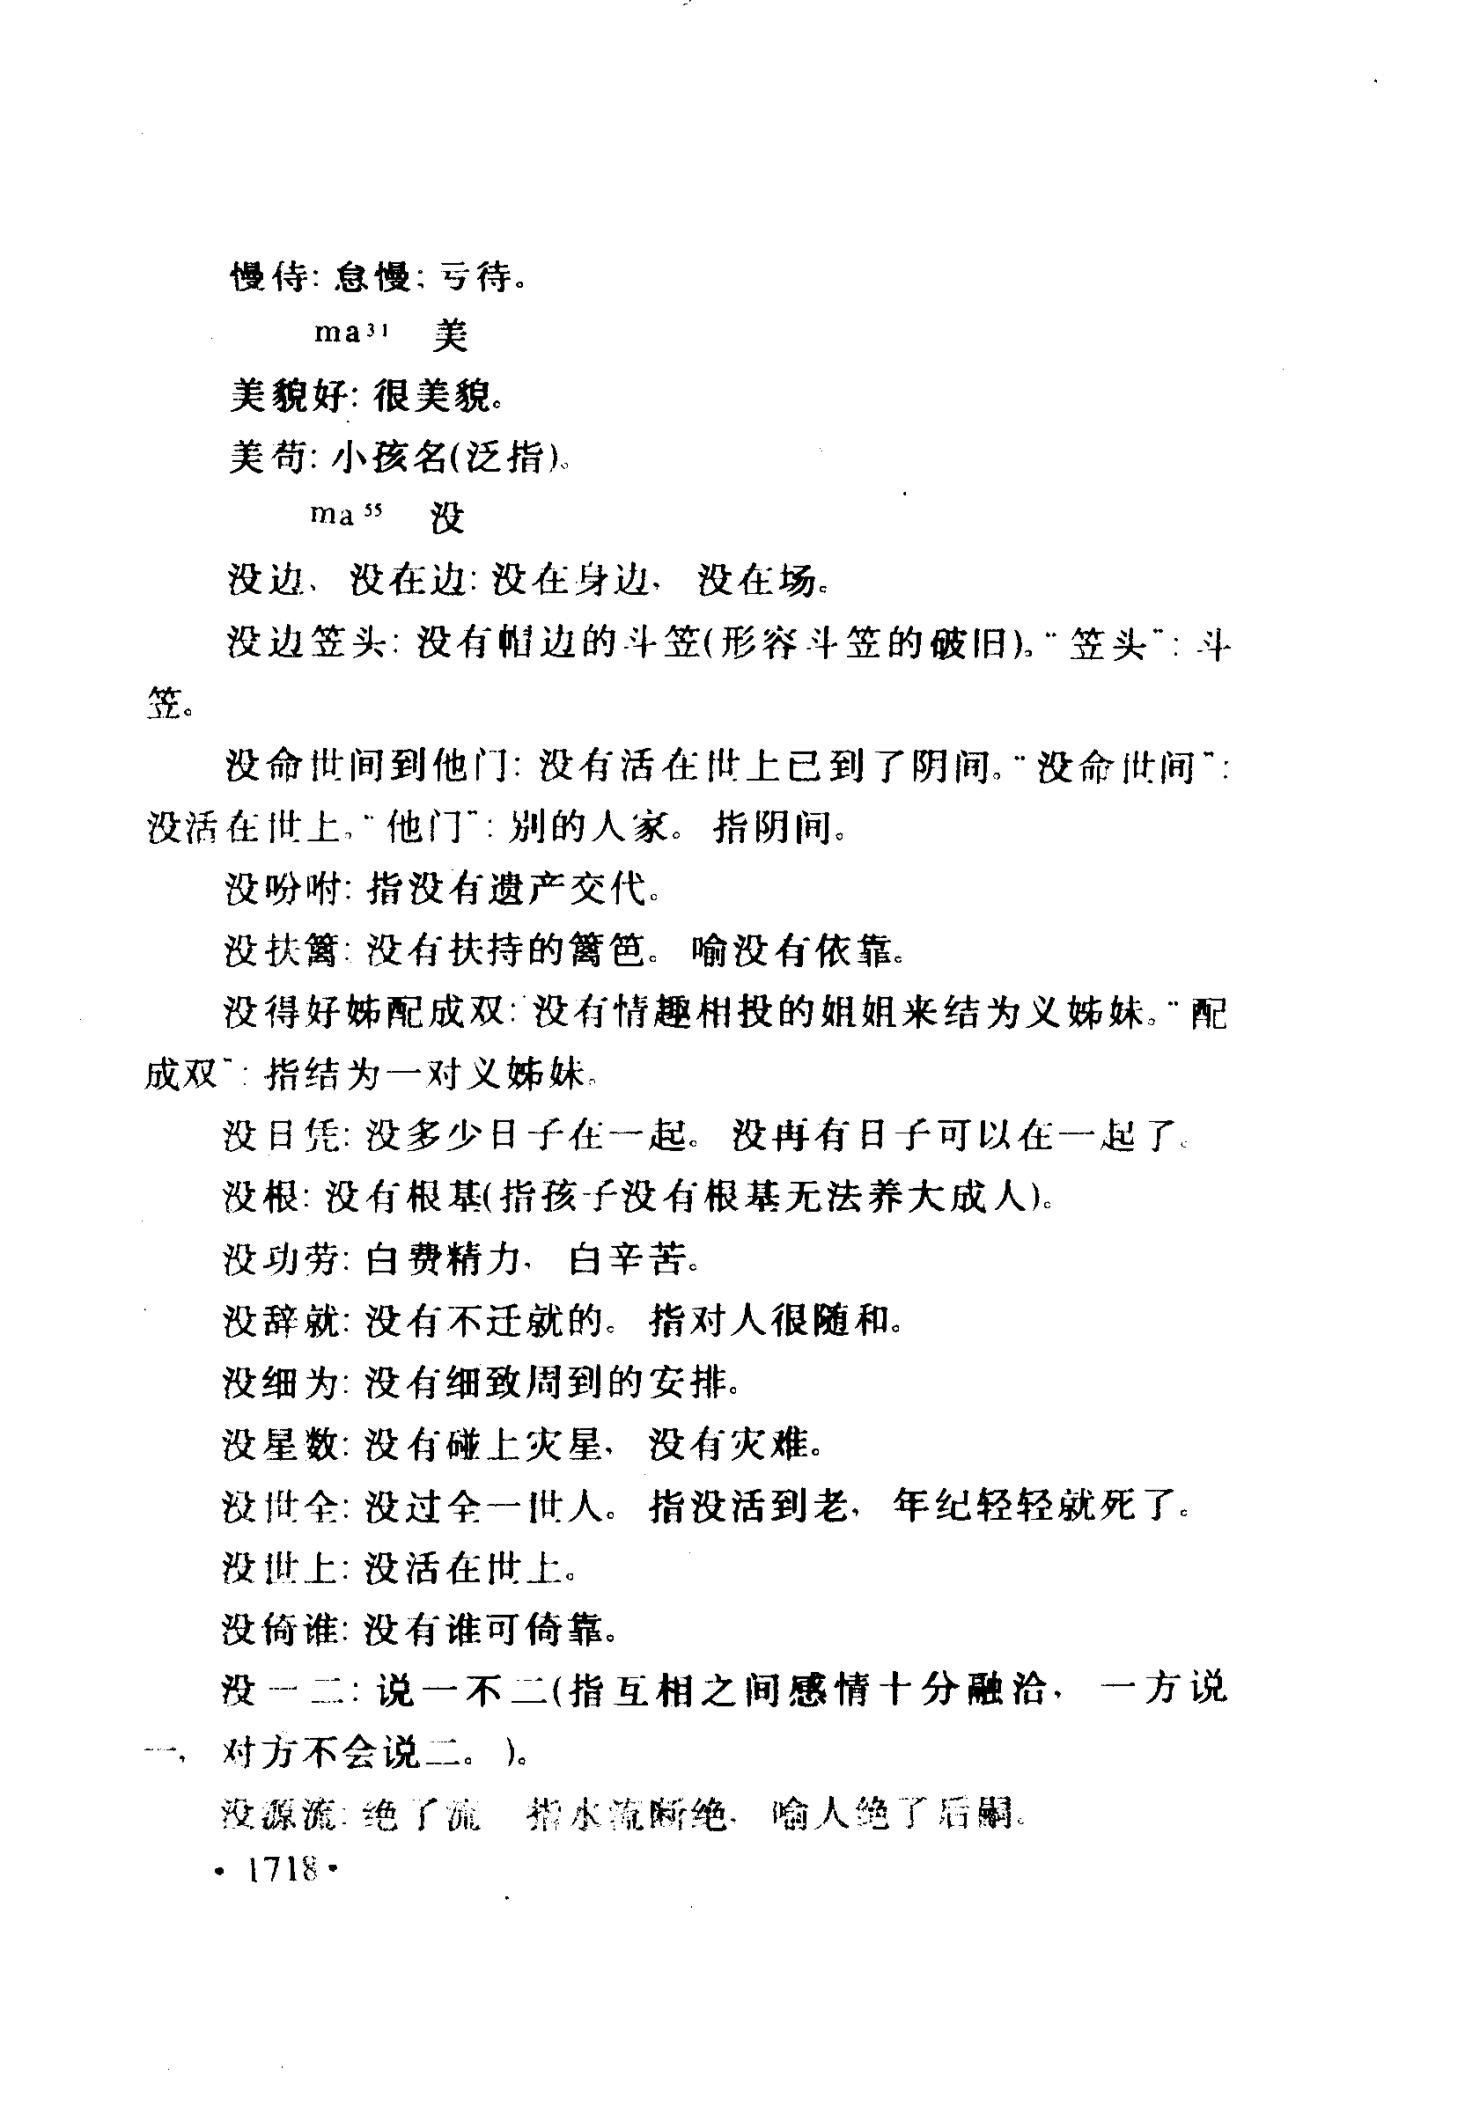 慢侍：怠慢；亏待。
ma³¹ 美
美貌好：很美貌。
美苟：小孩名(泛指)。
ma⁵⁵ 没
没边、没在边：没在身边，没在场。
没边笠头：没有帽边的斗笠(形容斗笠的破旧)。“笠头”：斗
笠。
没命世间到他门：没有活在世上已到了阴间。“没命世间”：
没活在世上。“他门”：别的人家。指阴间。
没吩咐：指没有遗产交代。
没扶篱：没有扶持的篱笆。喻没有依靠。
没得好姊配成双：没有情趣相投的姐姐来结为义姊妹。“配
成双”：指结为一对义姊妹。
没日凭：没多少日子在一起。没再有日子可以在一起了。
没根：没有根基(指孩子没有根基无法养大成人)。
没功劳：白费精力，白辛苦。
没辞就：没有不迁就的。指对人很随和。
没细为：没有细致周到的安排。
没星数：没有碰上灾星，没有灾难。
没世全：没过全一世人。指没活到老，年纪轻轻就死了。
没世上：没活在世上。
没倚谁：没有谁可倚靠。
没一二：说一不二(指互相之间感情十分融洽，一方说
一，对方不会说二。)。
没源流：绝了流 指水流断绝，喻人绝了后嗣。
·1718·